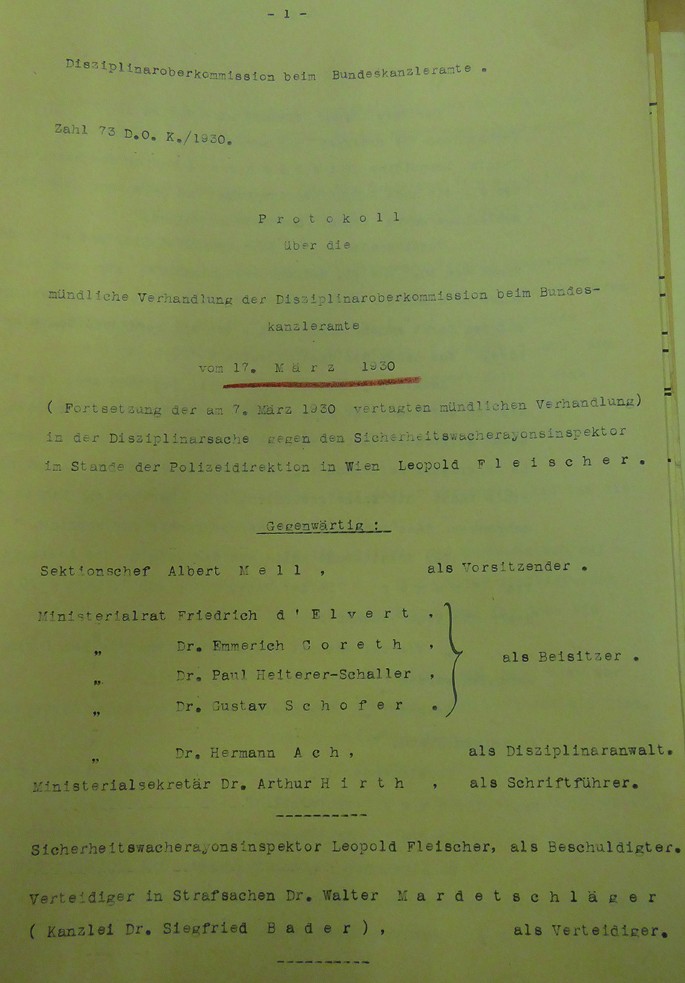 - 1 -
Disziplinaroberkommission beim Bundeskanzleramte .
Zahl 73 D.O. K./1930.
P r o t o k o l l
über die
mündliche Verhandlung der Disziplinaroberkommission beim Bundes-
kanzleramte
vom 17. M ä r z 1930
( Fortsetzung der am 7. März 1930 vertagten mündlichen Verhandlung)
in der Disziplinarsache gegen den Sicherheitswacherayonsinspektor
im Stande der Polizeidirektion in Wien Leopold F l e i s c h e r .
Gegenwärtig :
Sektionschef Albert M e l l , als Vorsitzender .
Ministerialrat Friedrich d ' E l v e r t .
" Dr. Emmerich C o r e t h ,
als Beisitzer .
" Dr. Paul Heiterer-Schaller ,
" Dr. Gustav S c h o f e r .
" Dr. Hermann A c h , als Disziplinaranwalt.
Ministerialsekretär Dr. Arthur H i r t h , als Schriftführer.
----------
Sicherheitswacherayonsinspektor Leopold Fleischer, als Beschuldigter.
Verteidiger in Strafsachen Dr. Walter M a r d e t s c h l ä g e r
( Kanzlei Dr. Siegfried B a d e r ) , als Verteidiger.
----------